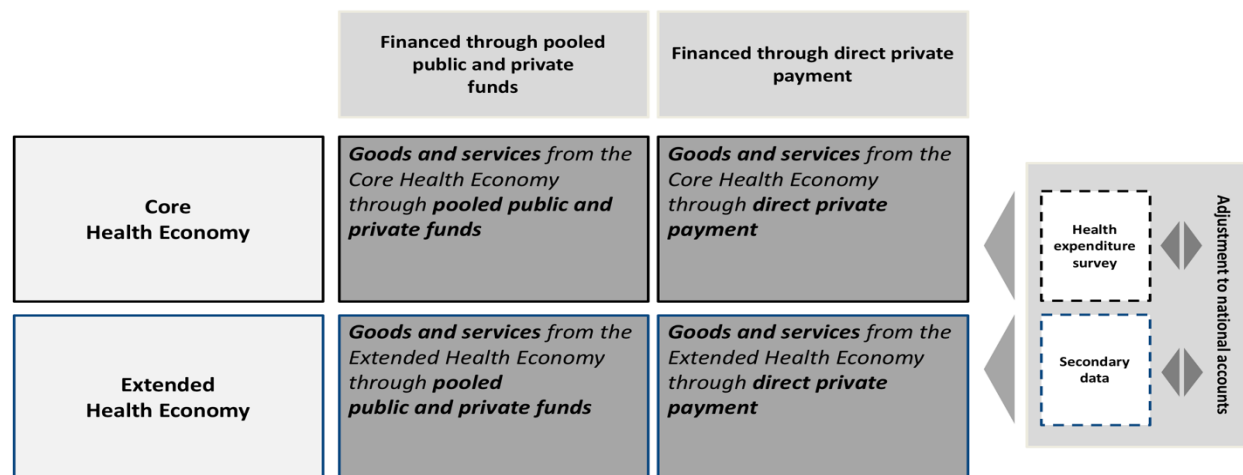 Financed through pooled
public and private
funds
Financed through direct private
payment
Core
Health Economy
Goods and services from the
Core Health Economy
through pooled public and
private funds
Goods and services from the
Core Health Economy
through direct private
payment
Health
expenditure
survey
Adjustment to national accounts
Extended
Health Economy
Goods and services from the
Extended Health Economy
through pooled
public and private funds
Goods and services from the
Extended Health Economy
through direct private
payment
Secondary
data